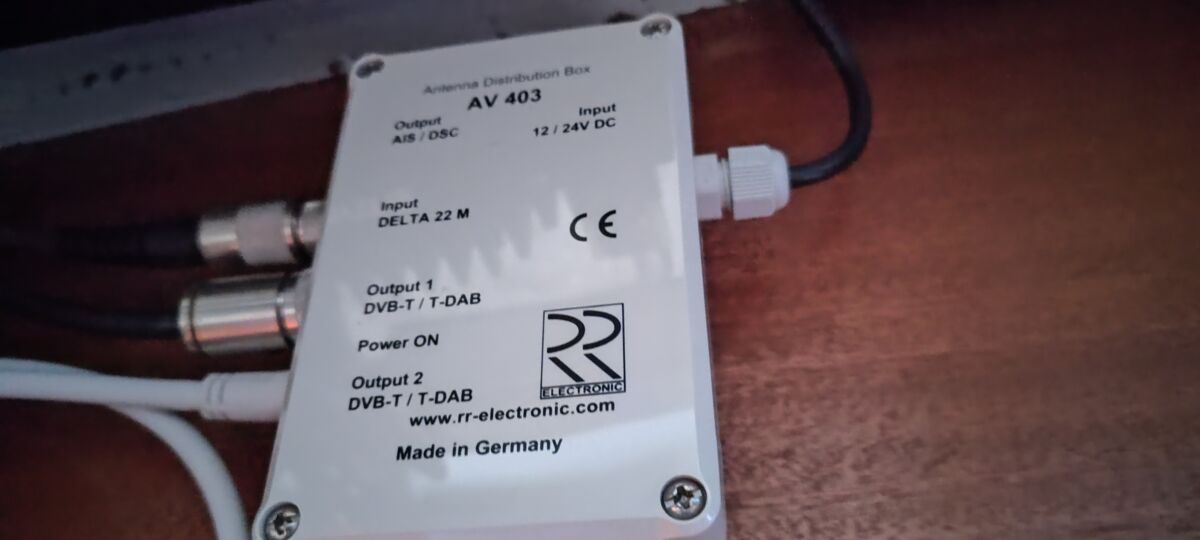 Antenna Distribution Box
AV 403
Output
AIS / DSC
Input
12 / 24V DC
Input
DELTA 22 M
CE
Output 1
DVB-T / T-DAB
Power ON
Output 2
DVB-T / T-DAB
RR
ELECTRONIC
www.rr-electronic.com
Made in Germany